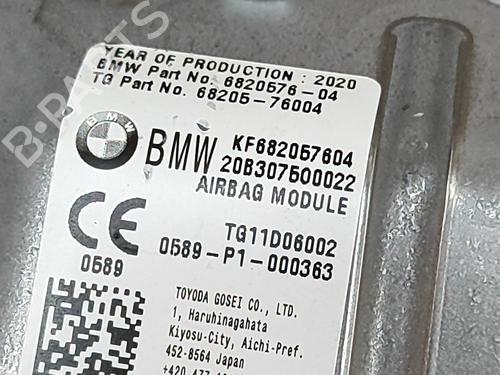 YEAR OF PRODUCTION : 2020
BMW Part No. 6820576-04
TG Part No. 68205-76004
BMW
KF682057604
20B307500022
AIRBAG MODULE
CE
0589
TG11D06002
0589-P1-000363
TOYODA GOSEI CO., LTD.
1, Haruhinagahata
Kiyosu-City, Aichi-Pref.
452-8564 Japan
B-PARTS